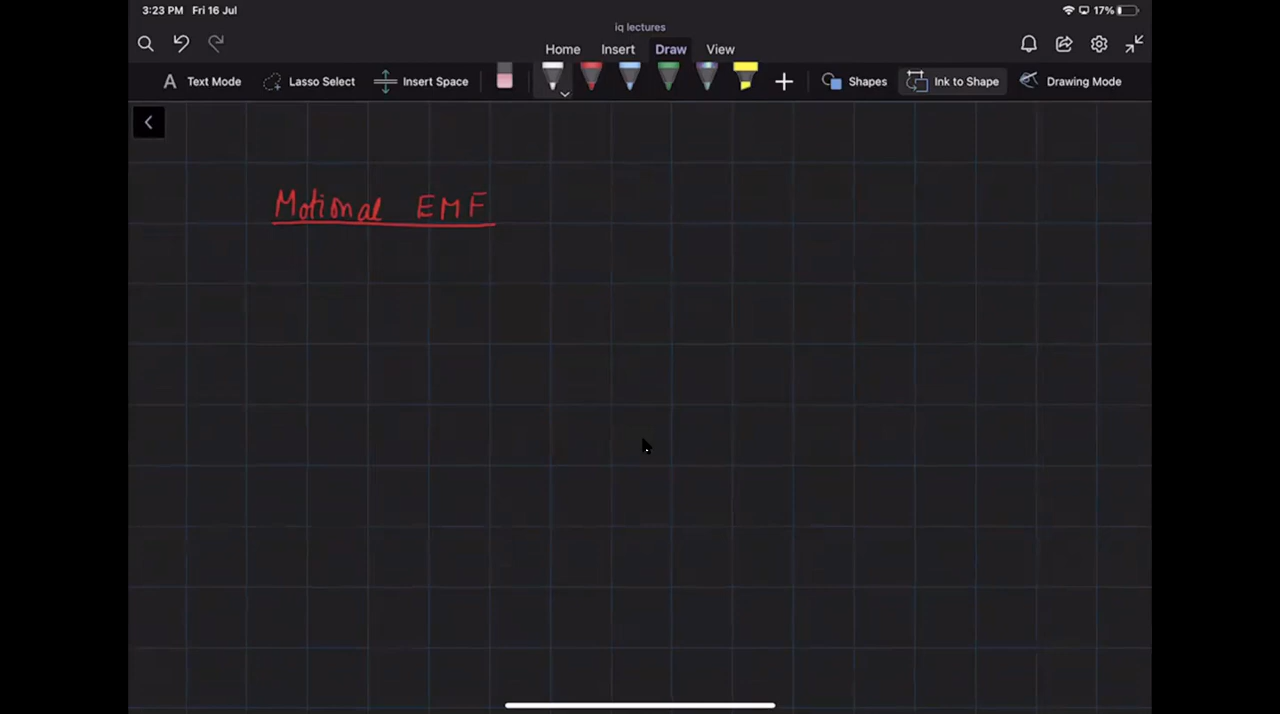 3:23 PM Fri 16 Jul 17%
iq lectures
Home Insert Draw View
A Text Mode Lasso Select Insert Space Shapes Ink to Shape Drawing Mode
Motional EMF